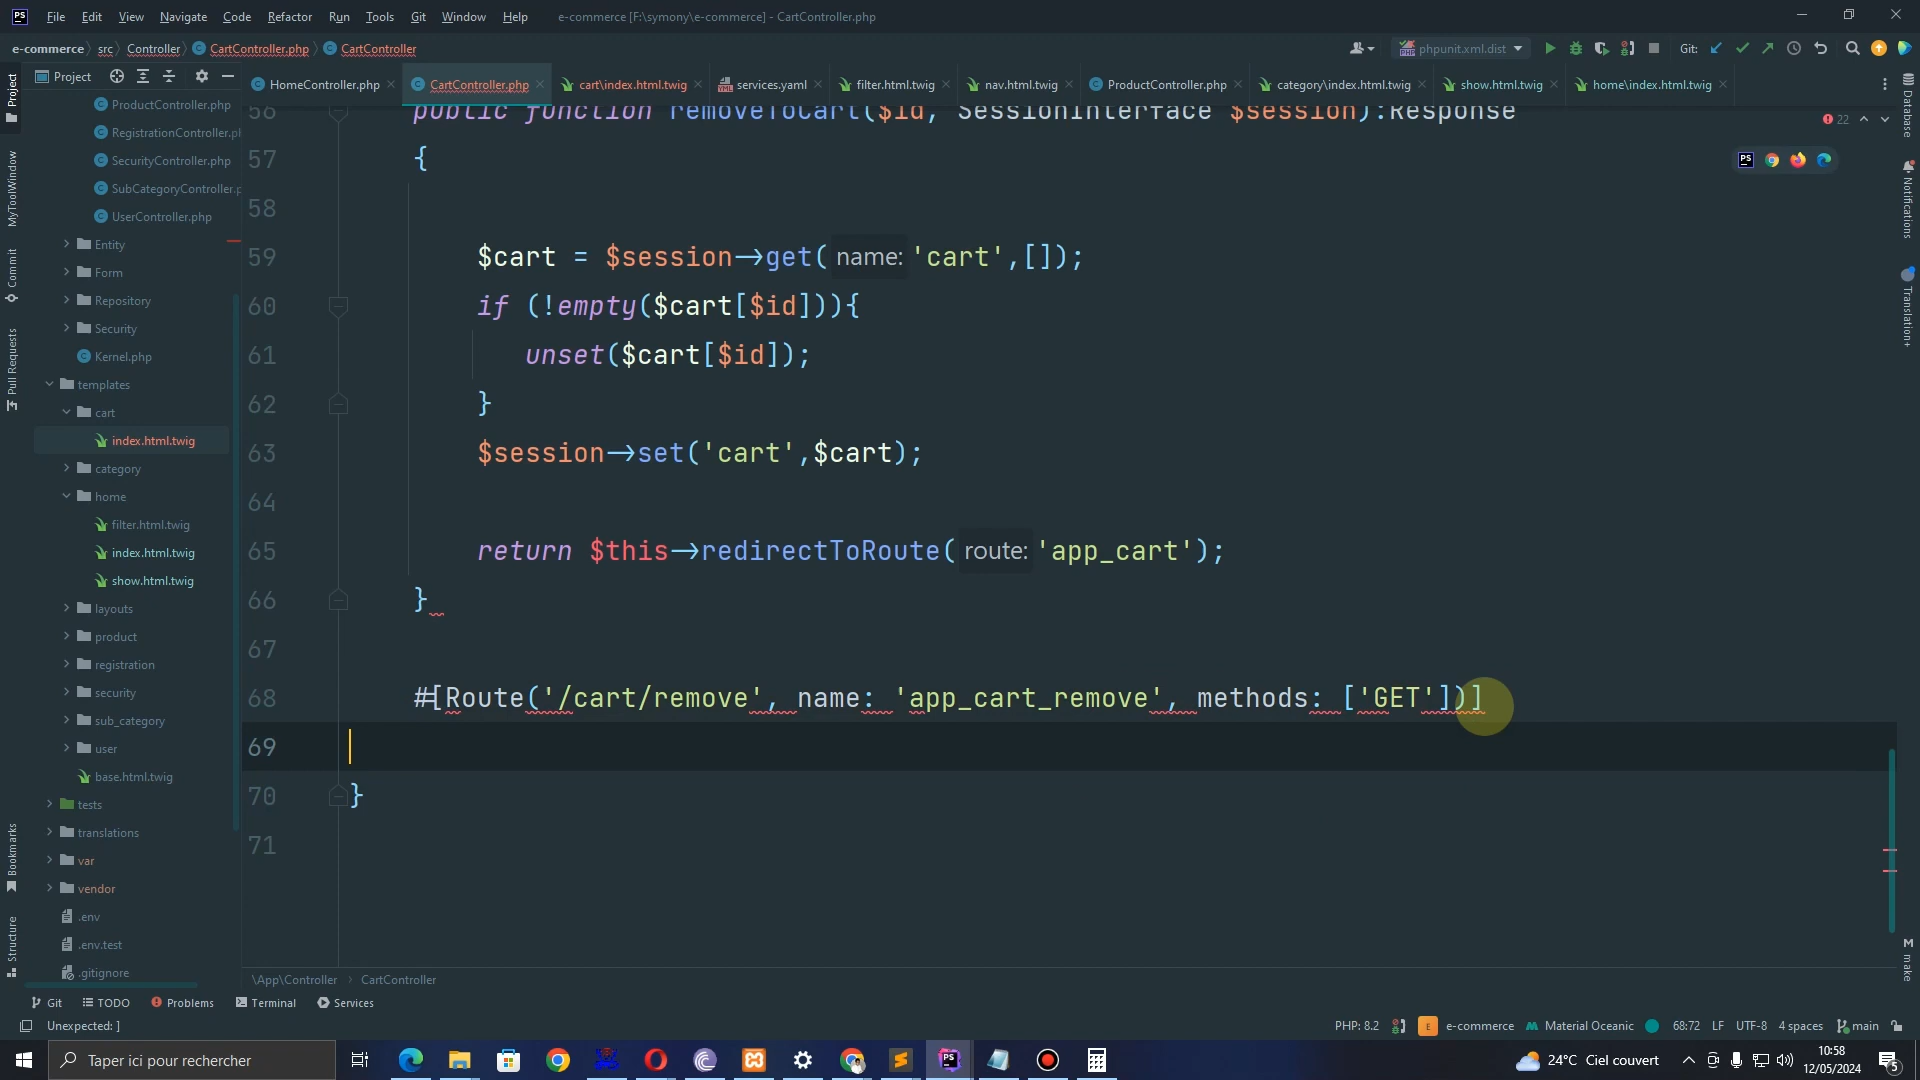 File Edit View Navigate Code Refactor Run Tools Git Window Help e-commerce [F:\symony\e-commerce] - CartController.php
e-commerce src Controller CartController.php CartController
phpunit.xml.dist Git:
Project
HomeController.php CartController.php cart\index.html.twig services.yaml filter.html.twig nav.html.twig ProductController.php category\index.html.twig show.html.twig home\index.html.twig
Project
MyToolWindow
Commit
Pull Requests
Bookmarks
Structure
ProductController.php
RegistrationController.p
SecurityController.php
SubCategoryController.p
UserController.php
Entity
Form
Repository
Security
Kernel.php
templates
cart
index.html.twig
category
home
filter.html.twig
index.html.twig
show.html.twig
layouts
product
registration
security
sub_category
user
base.html.twig
tests
translations
var
vendor
.env
.env.test
.gitignore
22
56 public function removeToCart($id, SessionInterface $session):Response
57 {
58
59 $cart = $session->get( name: 'cart',[]);
60 if (!empty($cart[$id])){
61 unset($cart[$id]);
62 }
63 $session->set('cart',$cart);
64
65 return $this->redirectToRoute( route: 'app_cart');
66 }
67
68 #[Route('/cart/remove', name: 'app_cart_remove', methods: ['GET'])]
69
70 }
71
Database
Notifications
Translation+
make
\App\Controller CartController
Git TODO Problems Terminal Services
Unexpected: ] PHP: 8.2 e-commerce Material Oceanic 68:72 LF UTF-8 4 spaces main
Taper ici pour rechercher
24°C Ciel couvert
10:58
12/05/2024
5